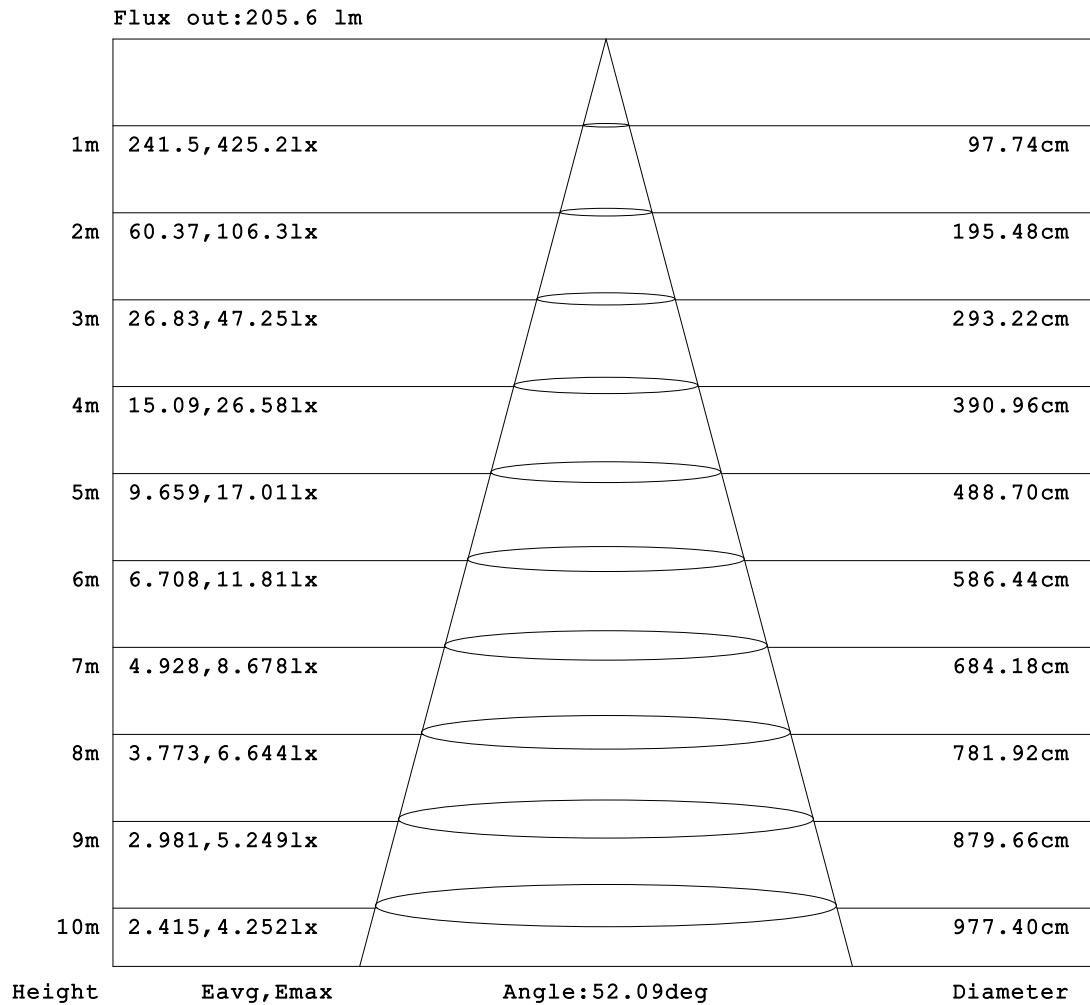 Flux out:205.6 lm
1m 241.5,425.2lx 97.74cm
2m 60.37,106.3lx 195.48cm
3m 26.83,47.25lx 293.22cm
4m 15.09,26.58lx 390.96cm
5m 9.659,17.01lx 488.70cm
6m 6.708,11.81lx 586.44cm
7m 4.928,8.678lx 684.18cm
8m 3.773,6.644lx 781.92cm
9m 2.981,5.249lx 879.66cm
10m 2.415,4.252lx 977.40cm
Height Eavg,Emax Angle:52.09deg Diameter